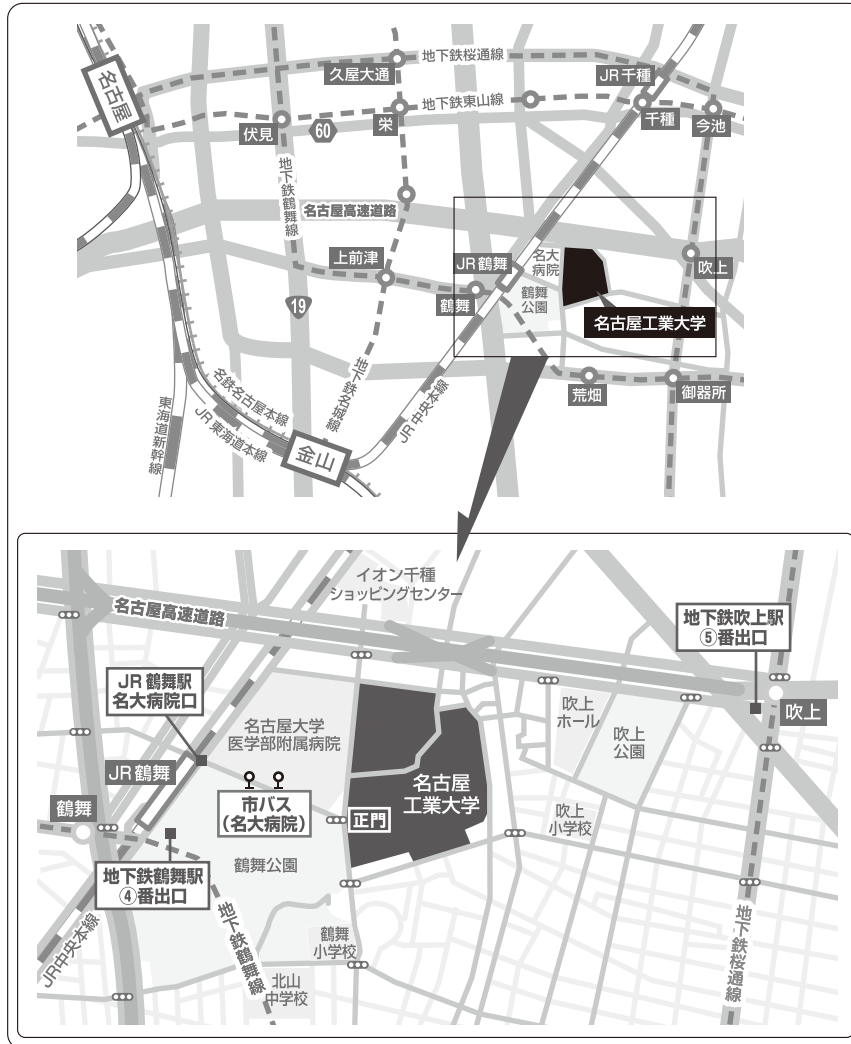 地下鉄桜通線
久屋大通
JR千種
名古屋
地下鉄東山線
伏見
60
栄
千種
今池
地下鉄鶴舞線
名古屋高速道路
上前津
JR鶴舞
名大
病院
吹上
鶴舞
鶴舞
公園
19
名古屋工業大学
名鉄名古屋本線
地下鉄名城線
JR中央本線
荒畑
御器所
東海道新幹線
JR東海道本線
金山
イオン千種
ショッピングセンター
名古屋高速道路
地下鉄吹上駅
⑤番出口
JR鶴舞駅
名大病院口
名古屋大学
医学部附属病院
吹上
ホール
吹上
公園
吹上
JR鶴舞
名古屋
工業大学
鶴舞
市バス
(名大病院)
正門
吹上
小学校
地下鉄鶴舞駅
④番出口
鶴舞公園
地下鉄鶴舞線
鶴舞
小学校
地下鉄桜通線
JR中央本線
北山
中学校